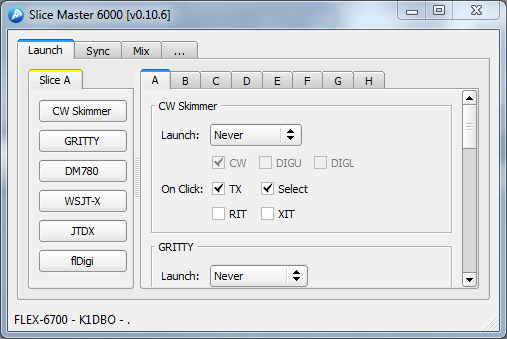 Slice Master 6000 [v0.10.6]
Launch Sync Mix ...
Slice A
CW Skimmer
GRITTY
DM780
WSJT-X
JTDX
flDigi
A B C D E F G H
CW Skimmer
Launch: Never
CW DIGU DIGL
On Click: TX Select
RIT XIT
GRITTY
Launch: Never
FLEX-6700 - K1DBO - .